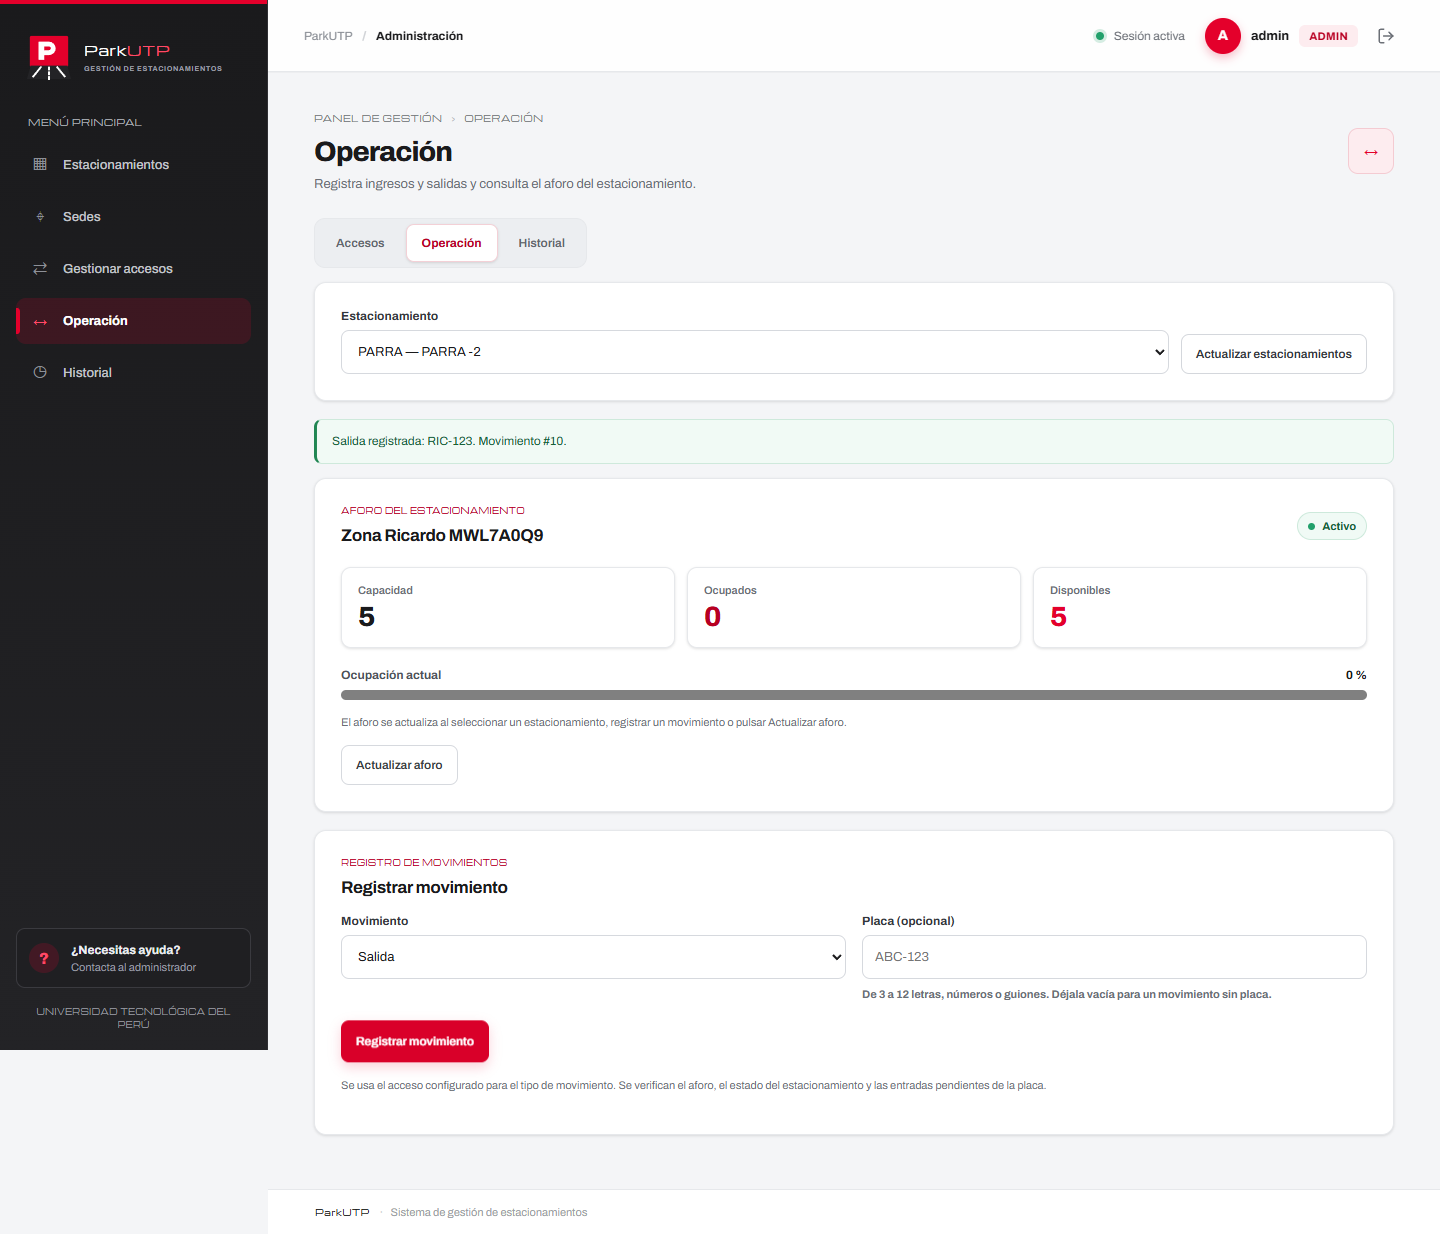 ParkUTP
GESTIÓN DE ESTACIONAMIENTOS
MENÚ PRINCIPAL
Estacionamientos
Sedes
Gestionar accesos
Operación
Historial
¿Necesitas ayuda?
Contacta al administrador
UNIVERSIDAD TECNOLÓGICA DEL
PERÚ
ParkUTP / Administración
Sesión activa
A admin ADMIN
PANEL DE GESTIÓN › OPERACIÓN
Operación
Registra ingresos y salidas y consulta el aforo del estacionamiento.
Accesos Operación Historial
Estacionamiento
PARRA — PARRA -2
Actualizar estacionamientos
Salida registrada: RIC-123. Movimiento #10.
AFORO DEL ESTACIONAMIENTO
Zona Ricardo MWL7A0Q9
Activo
Capacidad
5
Ocupados
0
Disponibles
5
Ocupación actual 0 %
El aforo se actualiza al seleccionar un estacionamiento, registrar un movimiento o pulsar Actualizar aforo.
Actualizar aforo
REGISTRO DE MOVIMIENTOS
Registrar movimiento
Movimiento
Salida
Placa (opcional)
ABC-123
De 3 a 12 letras, números o guiones. Déjala vacía para un movimiento sin placa.
Registrar movimiento
Se usa el acceso configurado para el tipo de movimiento. Se verifican el aforo, el estado del estacionamiento y las entradas pendientes de la placa.
ParkUTP · Sistema de gestión de estacionamientos